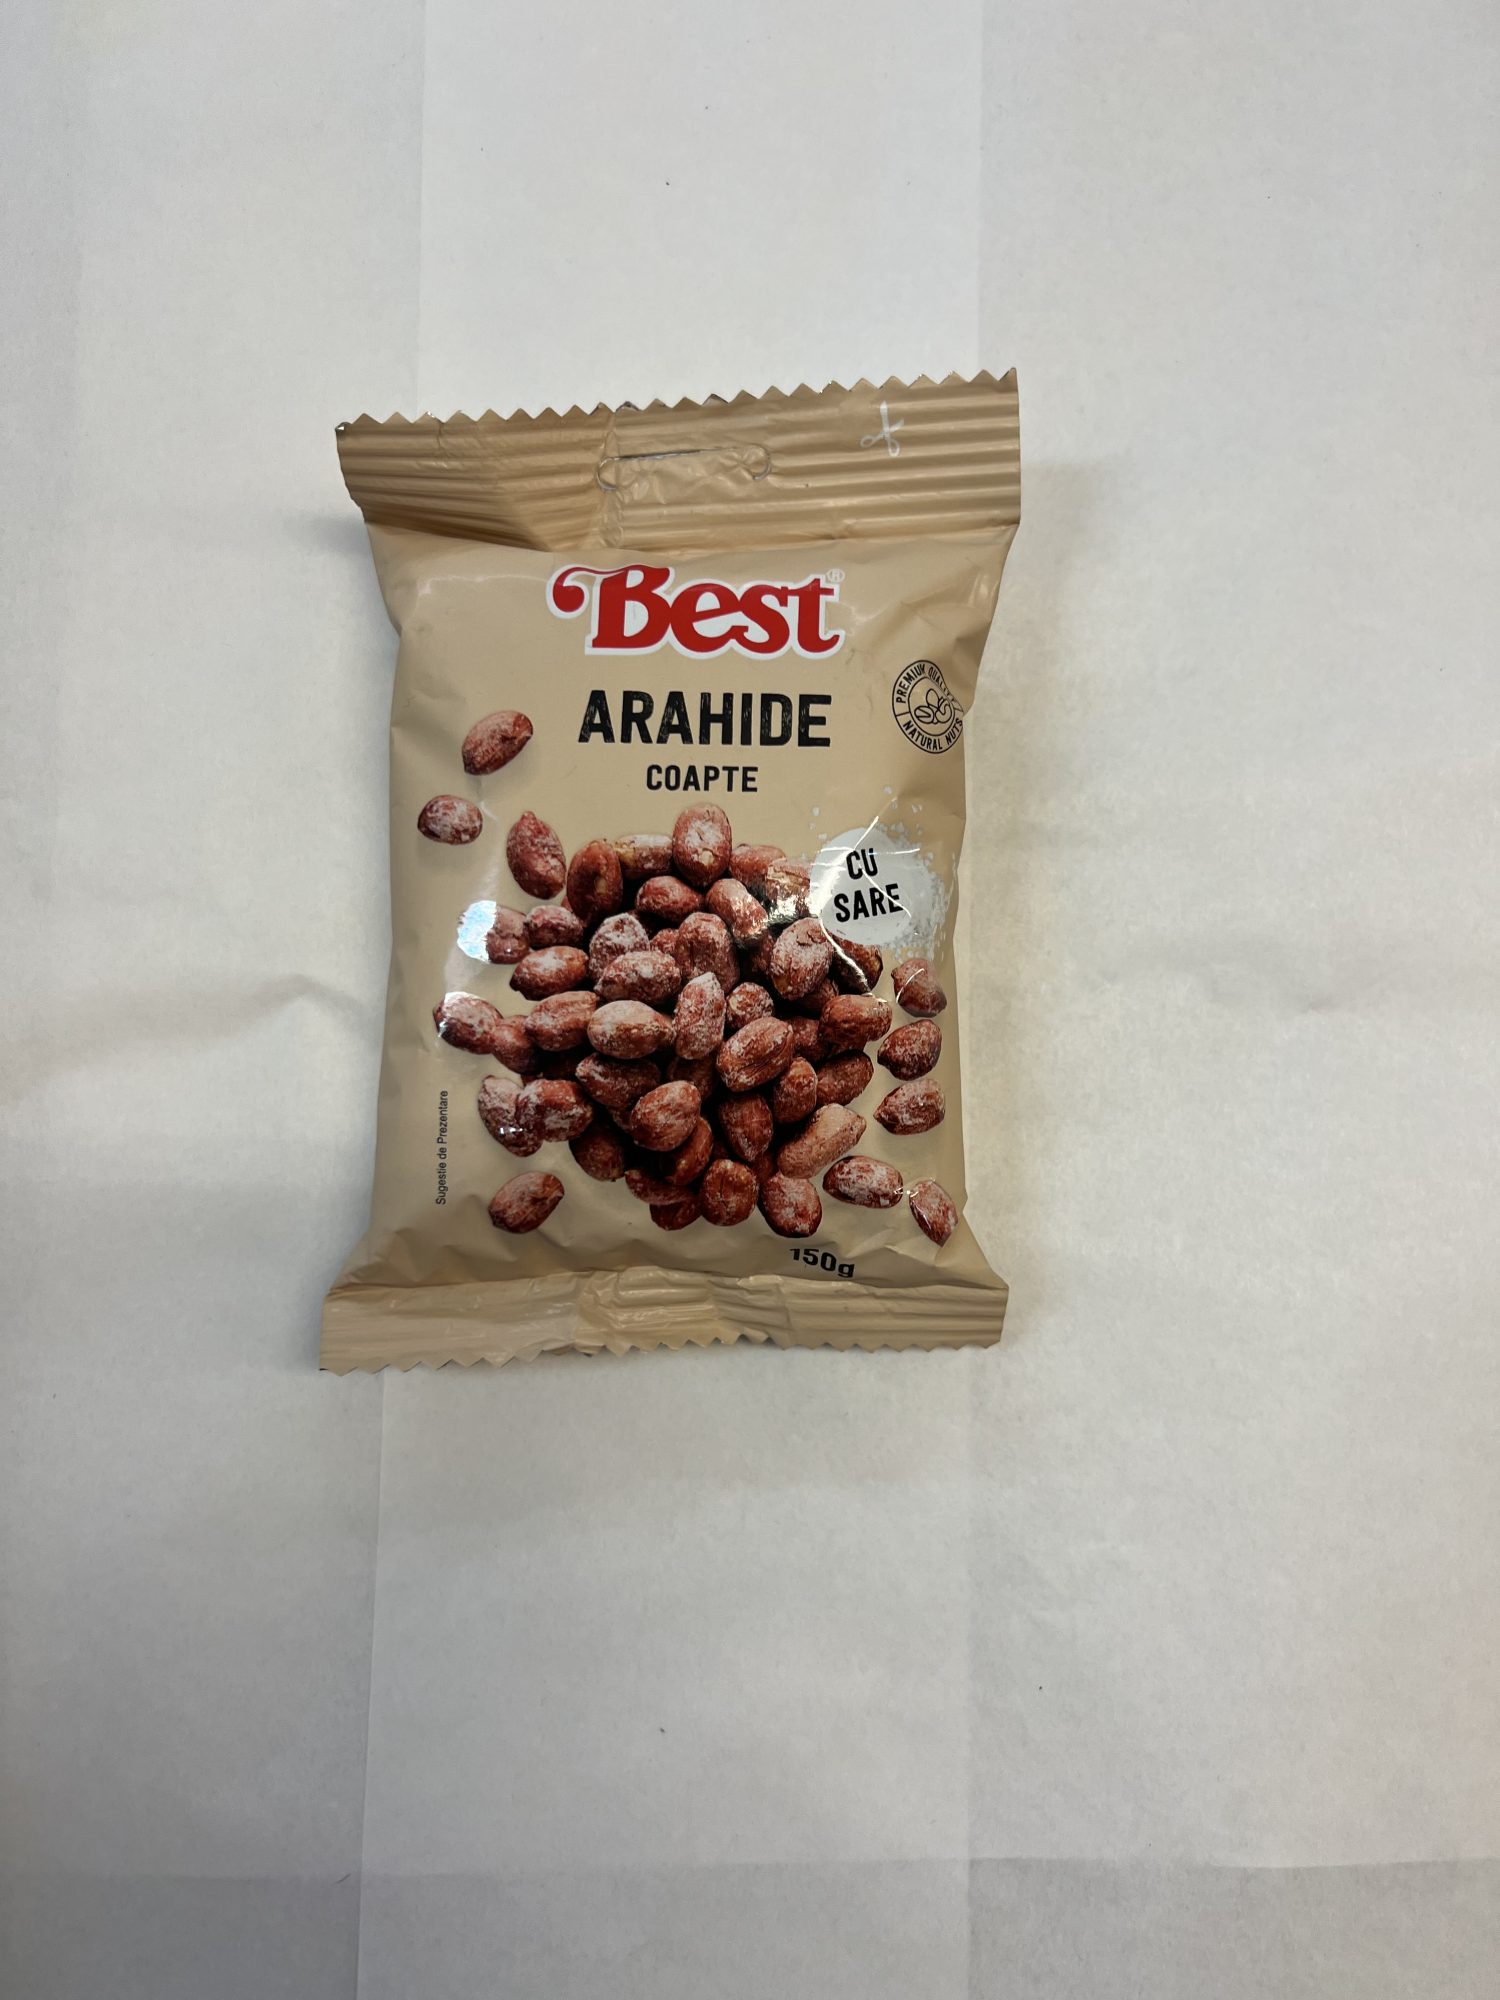 Best®
ARAHIDE
COAPTE
PREMIUM QUALITY
NATURAL NUTS
CU
SARE
Sugestie de Prezentare
150g